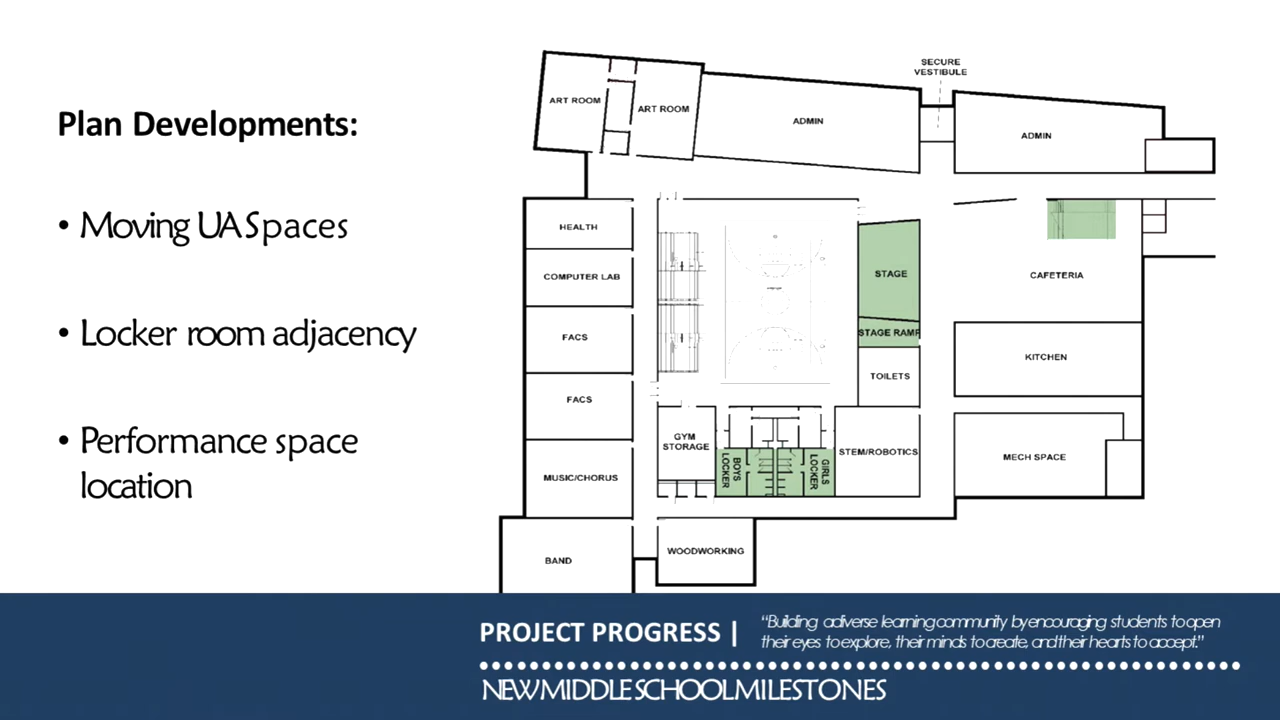 Plan Developments:
• Moving UA Spaces
• Locker room adjacency
• Performance space
location
SECURE
VESTIBULE
ART ROOM
ART ROOM
ADMIN
ADMIN
HEALTH
COMPUTER LAB
FACS
FACS
MUSIC/CHORUS
BAND
WOODWORKING
GYM
STORAGE
BOYS
LOCKER
GIRLS
LOCKER
STEM/ROBOTICS
STAGE
STAGE RAMP
TOILETS
CAFETERIA
KITCHEN
MECH SPACE
PROJECT PROGRESS |
“Building a diverse learning community by encouraging students to open
their eyes to explore, their minds to create, and their hearts to accept.”
NEW MIDDLE SCHOOL MILESTONES